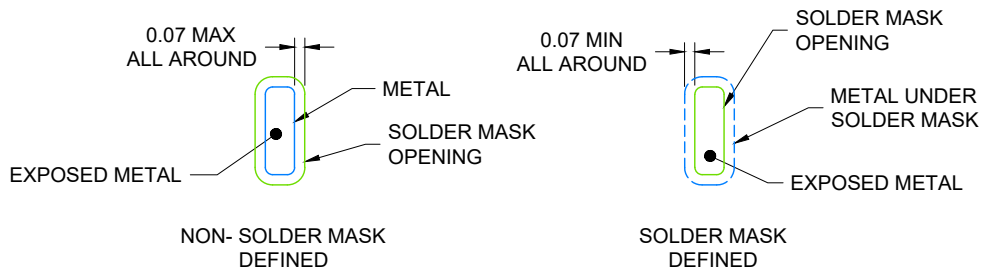 0.07 MAX
ALL AROUND
METAL
SOLDER MASK
OPENING
EXPOSED METAL
NON- SOLDER MASK
DEFINED
0.07 MIN
ALL AROUND
SOLDER MASK
OPENING
METAL UNDER
SOLDER MASK
EXPOSED METAL
SOLDER MASK
DEFINED